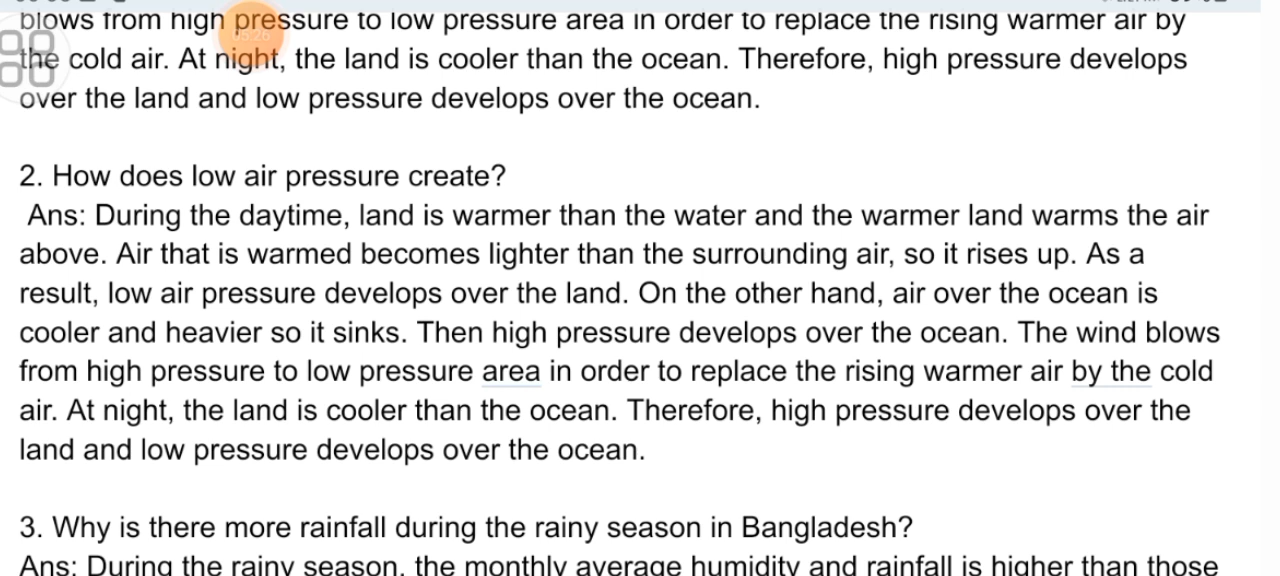 blows from high pressure to low pressure area in order to replace the rising warmer air by
05:26
the cold air. At night, the land is cooler than the ocean. Therefore, high pressure develops
over the land and low pressure develops over the ocean.
2. How does low air pressure create?
Ans: During the daytime, land is warmer than the water and the warmer land warms the air
above. Air that is warmed becomes lighter than the surrounding air, so it rises up. As a
result, low air pressure develops over the land. On the other hand, air over the ocean is
cooler and heavier so it sinks. Then high pressure develops over the ocean. The wind blows
from high pressure to low pressure area in order to replace the rising warmer air by the cold
air. At night, the land is cooler than the ocean. Therefore, high pressure develops over the
land and low pressure develops over the ocean.
3. Why is there more rainfall during the rainy season in Bangladesh?
Ans: During the rainy season, the monthly average humidity and rainfall is higher than those